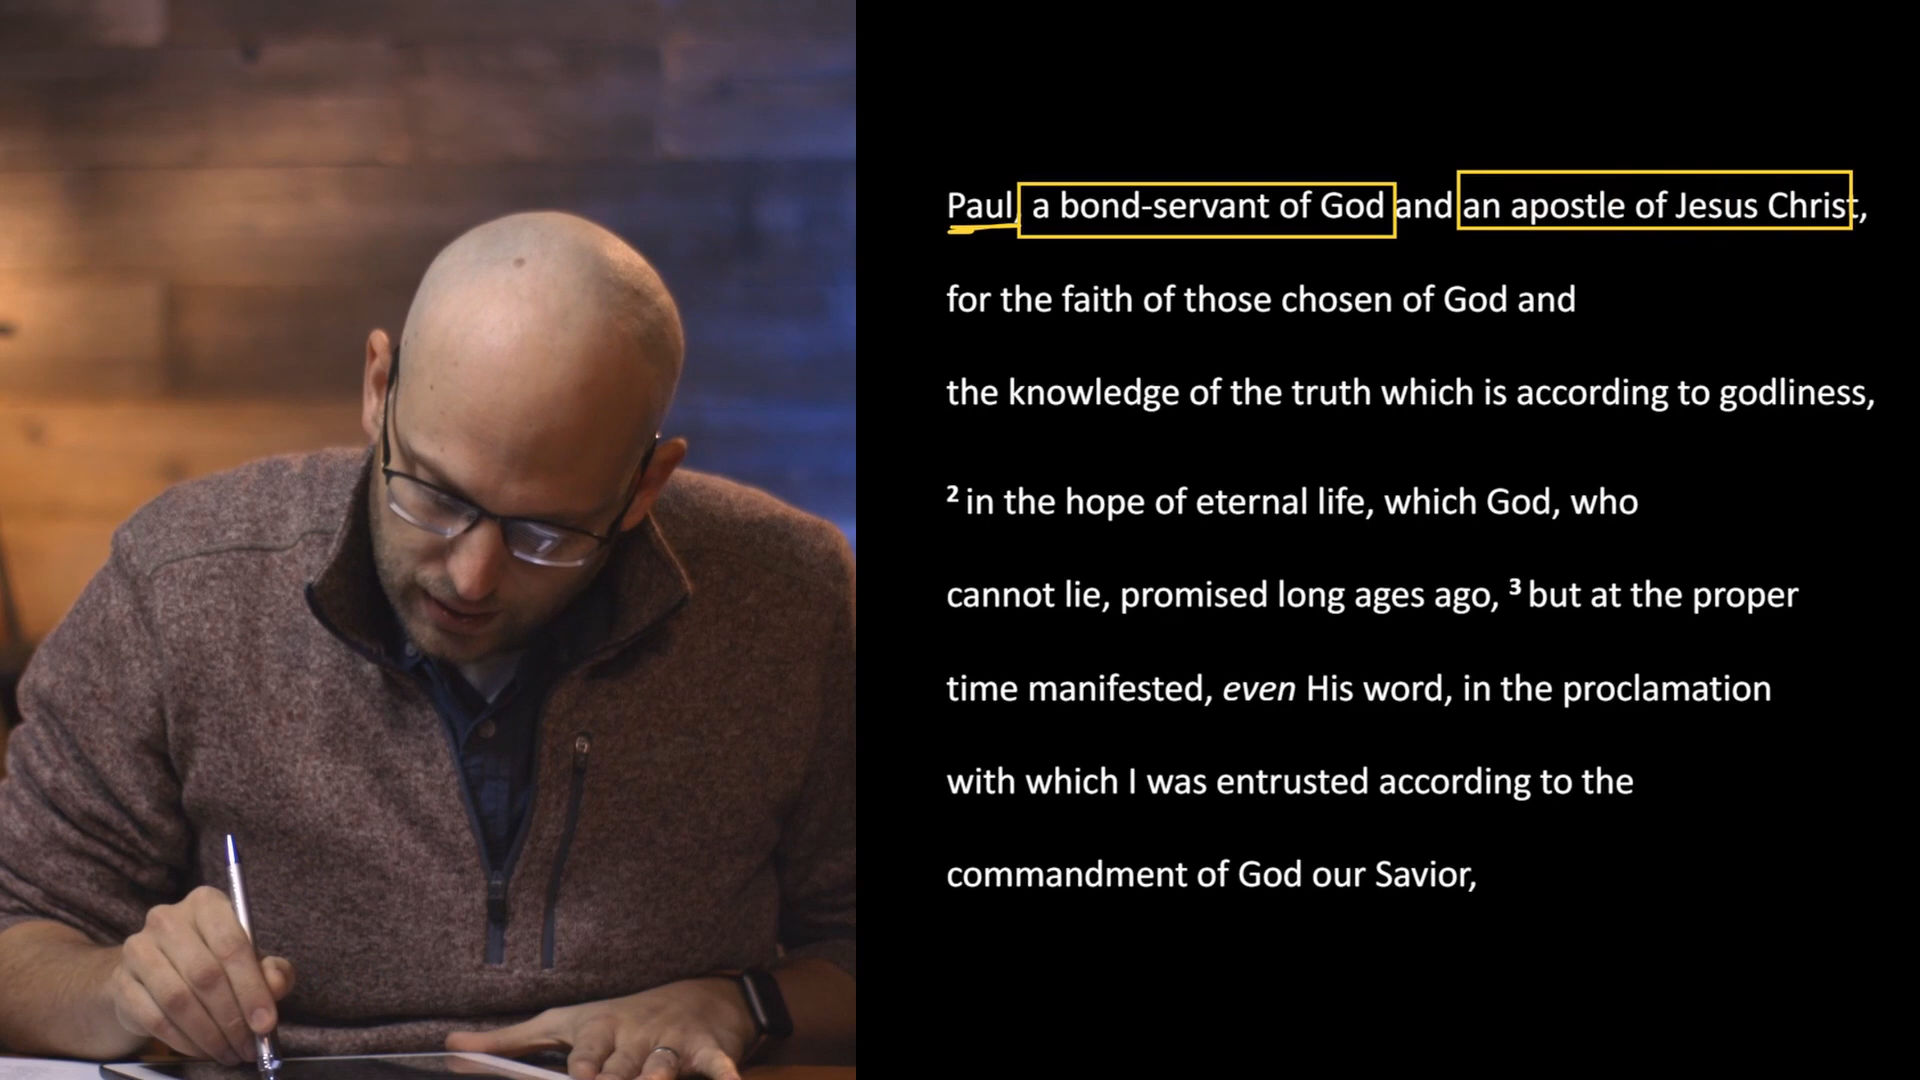 Paul, a bond-servant of God and an apostle of Jesus Christ,
for the faith of those chosen of God and
the knowledge of the truth which is according to godliness,
2 in the hope of eternal life, which God, who
cannot lie, promised long ages ago, 3 but at the proper
time manifested, even His word, in the proclamation
with which I was entrusted according to the
commandment of God our Savior,